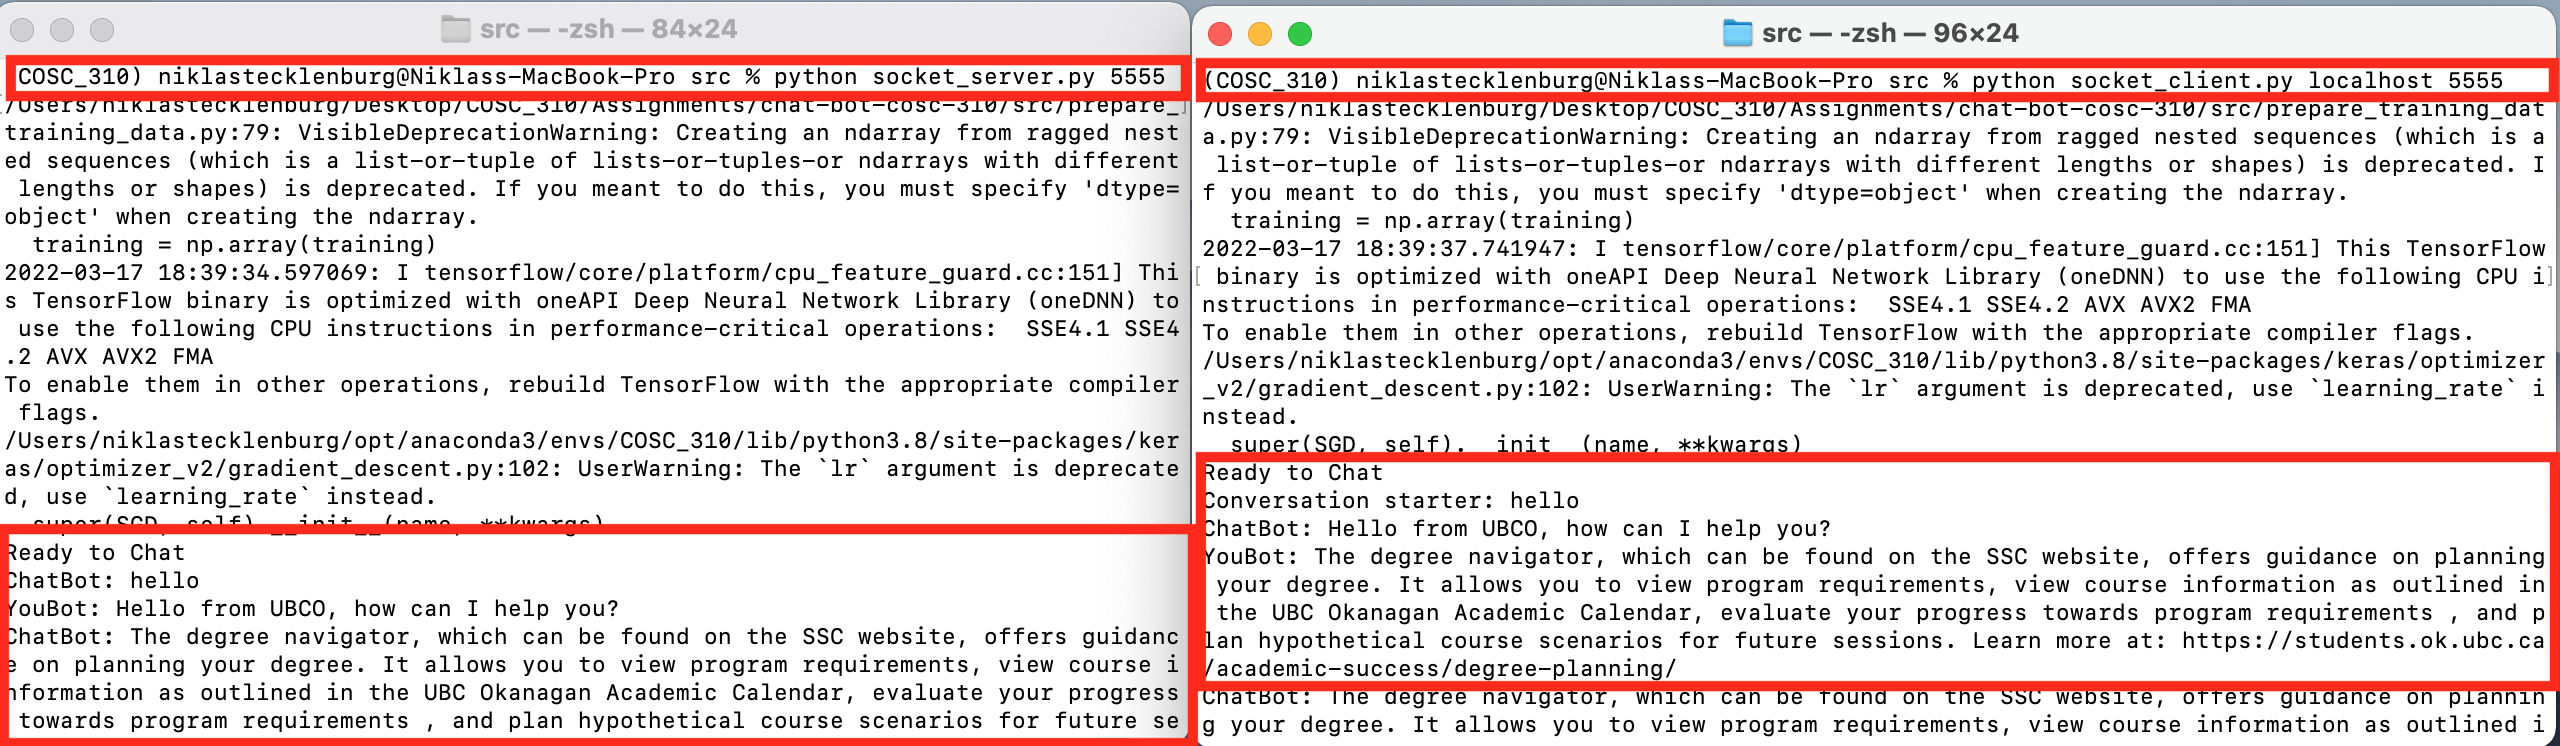 src — -zsh — 84×24
COSC_310) niklastecklenburg@Niklass-MacBook-Pro src % python socket_server.py 5555
/Users/niklastecklenburg/Desktop/COSC_310/Assignments/chat-bot-cosc-310/src/prepare_
training_data.py:79: VisibleDeprecationWarning: Creating an ndarray from ragged nest
ed sequences (which is a list-or-tuple of lists-or-tuples-or ndarrays with different
 lengths or shapes) is deprecated. If you meant to do this, you must specify 'dtype=
object' when creating the ndarray.
  training = np.array(training)
2022-03-17 18:39:34.597069: I tensorflow/core/platform/cpu_feature_guard.cc:151] Thi
s TensorFlow binary is optimized with oneAPI Deep Neural Network Library (oneDNN) to
 use the following CPU instructions in performance-critical operations:  SSE4.1 SSE4
.2 AVX AVX2 FMA
To enable them in other operations, rebuild TensorFlow with the appropriate compiler
 flags.
/Users/niklastecklenburg/opt/anaconda3/envs/COSC_310/lib/python3.8/site-packages/ker
as/optimizer_v2/gradient_descent.py:102: UserWarning: The `lr` argument is deprecate
d, use `learning_rate` instead.
  super(SGD, self).__init__(name, **kwargs)
Ready to Chat
ChatBot: hello
YouBot: Hello from UBCO, how can I help you?
ChatBot: The degree navigator, which can be found on the SSC website, offers guidanc
e on planning your degree. It allows you to view program requirements, view course i
nformation as outlined in the UBC Okanagan Academic Calendar, evaluate your progress
 towards program requirements , and plan hypothetical course scenarios for future se
src — -zsh — 96×24
(COSC_310) niklastecklenburg@Niklass-MacBook-Pro src % python socket_client.py localhost 5555
/Users/niklastecklenburg/Desktop/COSC_310/Assignments/chat-bot-cosc-310/src/prepare_training_dat
a.py:79: VisibleDeprecationWarning: Creating an ndarray from ragged nested sequences (which is a
 list-or-tuple of lists-or-tuples-or ndarrays with different lengths or shapes) is deprecated. I
f you meant to do this, you must specify 'dtype=object' when creating the ndarray.
  training = np.array(training)
2022-03-17 18:39:37.741947: I tensorflow/core/platform/cpu_feature_guard.cc:151] This TensorFlow
 binary is optimized with oneAPI Deep Neural Network Library (oneDNN) to use the following CPU i
nstructions in performance-critical operations:  SSE4.1 SSE4.2 AVX AVX2 FMA
To enable them in other operations, rebuild TensorFlow with the appropriate compiler flags.
/Users/niklastecklenburg/opt/anaconda3/envs/COSC_310/lib/python3.8/site-packages/keras/optimizer
_v2/gradient_descent.py:102: UserWarning: The `lr` argument is deprecated, use `learning_rate` i
nstead.
  super(SGD, self).__init__(name, **kwargs)
Ready to Chat
Conversation starter: hello
ChatBot: Hello from UBCO, how can I help you?
YouBot: The degree navigator, which can be found on the SSC website, offers guidance on planning
 your degree. It allows you to view program requirements, view course information as outlined in
 the UBC Okanagan Academic Calendar, evaluate your progress towards program requirements , and p
lan hypothetical course scenarios for future sessions. Learn more at: https://students.ok.ubc.ca
/academic-success/degree-planning/
ChatBot: The degree navigator, which can be found on the SSC website, offers guidance on plannin
g your degree. It allows you to view program requirements, view course information as outlined i